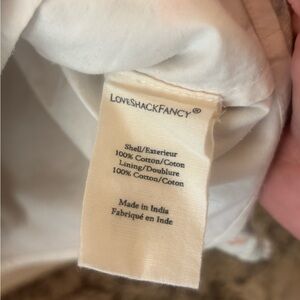 LoveShackFancy®
Shell/Exterieur
100% Cotton/Coton
Lining/Doublure
100% Cotton/Coton
Made in India
Fabriqué en Inde